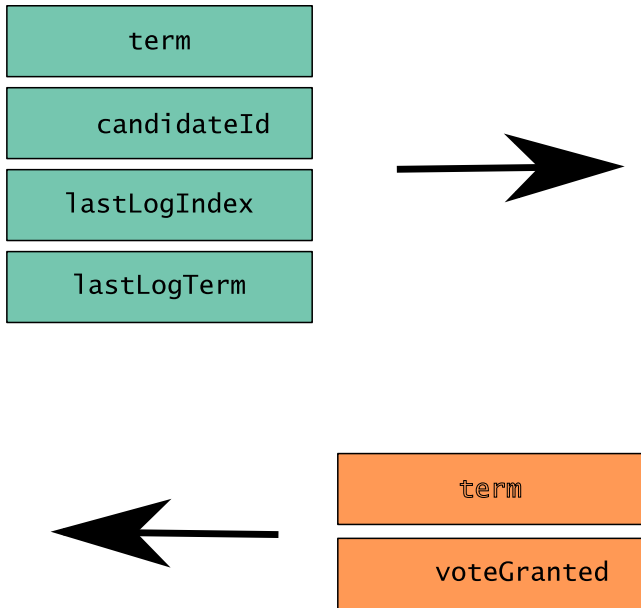 term
candidateId
lastLogIndex
lastLogTerm
term
voteGranted